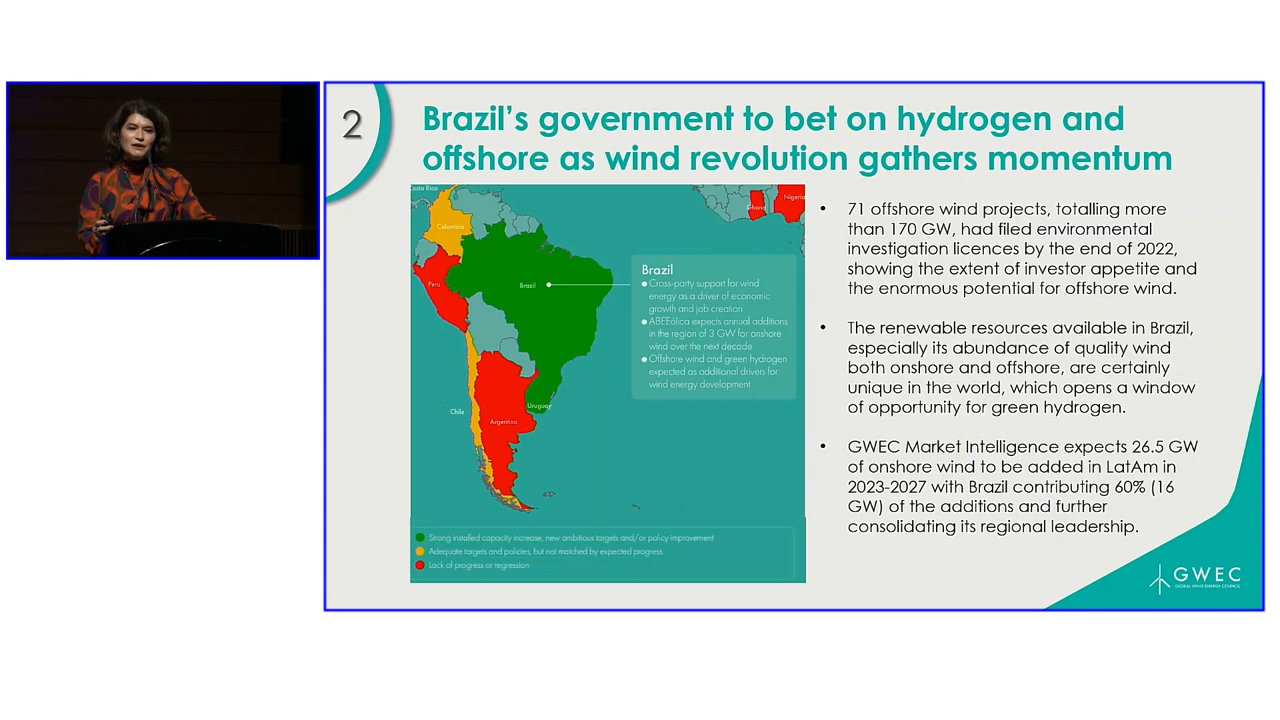 2
Brazil's government to bet on hydrogen and
offshore as wind revolution gathers momentum
Costa Rica
Colombia
Peru
Brazil
Chile
Argentina
Uruguay
Ghana
Nigeria
Brazil
Cross-party support for wind
energy as a driver of economic
growth and job creation
ABEEólica expects annual additions
in the region of 3 GW for onshore
wind over the next decade
Offshore wind and green hydrogen
expected as additional drivers for
wind energy development
Strong installed capacity increase, new ambitious targets and/or policy improvement
Adequate targets and policies, but not matched by expected progress
Lack of progress or regression
• 71 offshore wind projects, totalling more
than 170 GW, had filed environmental
investigation licences by the end of 2022,
showing the extent of investor appetite and
the enormous potential for offshore wind.
• The renewable resources available in Brazil,
especially its abundance of quality wind
both onshore and offshore, are certainly
unique in the world, which opens a window
of opportunity for green hydrogen.
• GWEC Market Intelligence expects 26.5 GW
of onshore wind to be added in LatAm in
2023-2027 with Brazil contributing 60% (16
GW) of the additions and further
consolidating its regional leadership.
GWEC
GLOBAL WIND ENERGY COUNCIL